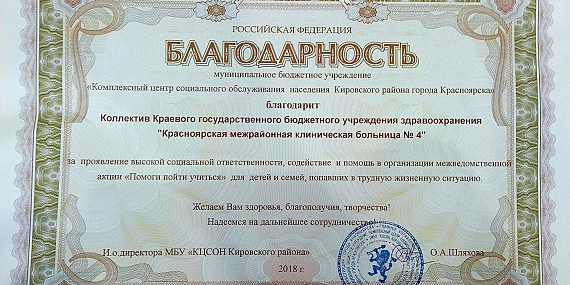 РОССИЙСКАЯ ФЕДЕРАЦИЯ
БЛАГОДАРНОСТЬ
муниципальное бюджетное учреждение
«Комплексный центр социального обслуживания населения Кировского района города Красноярска»
благодарит
Коллектив Краевого государственного бюджетного учреждения здравоохранения
"Красноярская межрайонная клиническая больница № 4"
за проявление высокой социальной ответственности, содействие и помощь в организации межведомственной
акции «Помоги пойти учиться» для детей и семей, попавших в трудную жизненную ситуацию.
Желаем Вам здоровья, благополучия, творчества!
Надеемся на дальнейшее сотрудничество!
И.о.директора МБУ «КЦСОН Кировского района» О.А.Шляхова
2018 г.